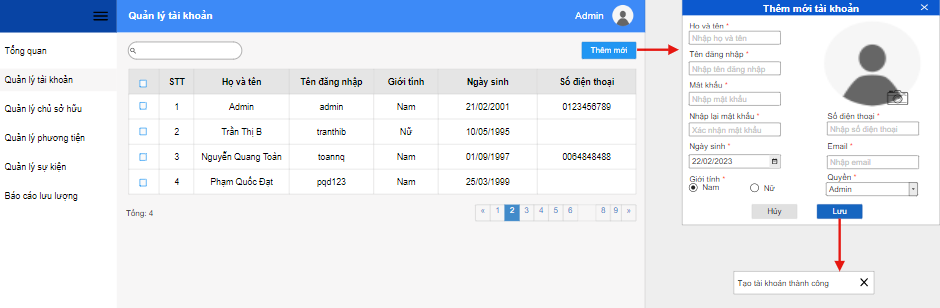 Quản lý tài khoản
Admin
Tổng quan
Quản lý tài khoản
Quản lý chủ sở hữu
Quản lý phương tiện
Quản lý sự kiện
Báo cáo lưu lượng
Thêm mới
STT Họ và tên Tên đăng nhập Giới tính Ngày sinh Số điện thoại
1 Admin admin Nam 21/02/2001 0123456789
2 Trần Thị B tranthib Nữ 10/05/1995
3 Nguyễn Quang Toản toannq Nam 01/09/1997 0064848488
4 Phạm Quốc Đạt pqd123 Nam 25/03/1999
Tổng: 4
« 1 2 3 4 5 6 8 9 »
Thêm mới tài khoản
Họ và tên *
Nhập họ và tên
Tên đăng nhập *
Nhập tên đăng nhập
Mật khẩu *
Nhập mật khẩu
Nhập lại mật khẩu *
Xác nhận mật khẩu
Ngày sinh *
22/02/2023
Giới tính *
Nam Nữ
Số điện thoại *
Nhập số điện thoại
Email *
Nhập email
Quyền *
Admin
Hủy Lưu
Tạo tài khoản thành công